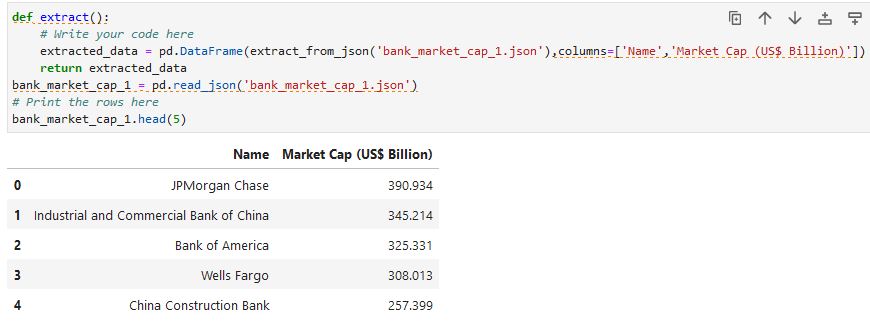 def extract():
    # Write your code here
    extracted_data = pd.DataFrame(extract_from_json('bank_market_cap_1.json'),columns=['Name','Market Cap (US$ Billion)'])
    return extracted_data
bank_market_cap_1 = pd.read_json('bank_market_cap_1.json')
# Print the rows here
bank_market_cap_1.head(5)
Name Market Cap (US$ Billion)
0 JPMorgan Chase 390.934
1 Industrial and Commercial Bank of China 345.214
2 Bank of America 325.331
3 Wells Fargo 308.013
4 China Construction Bank 257.399